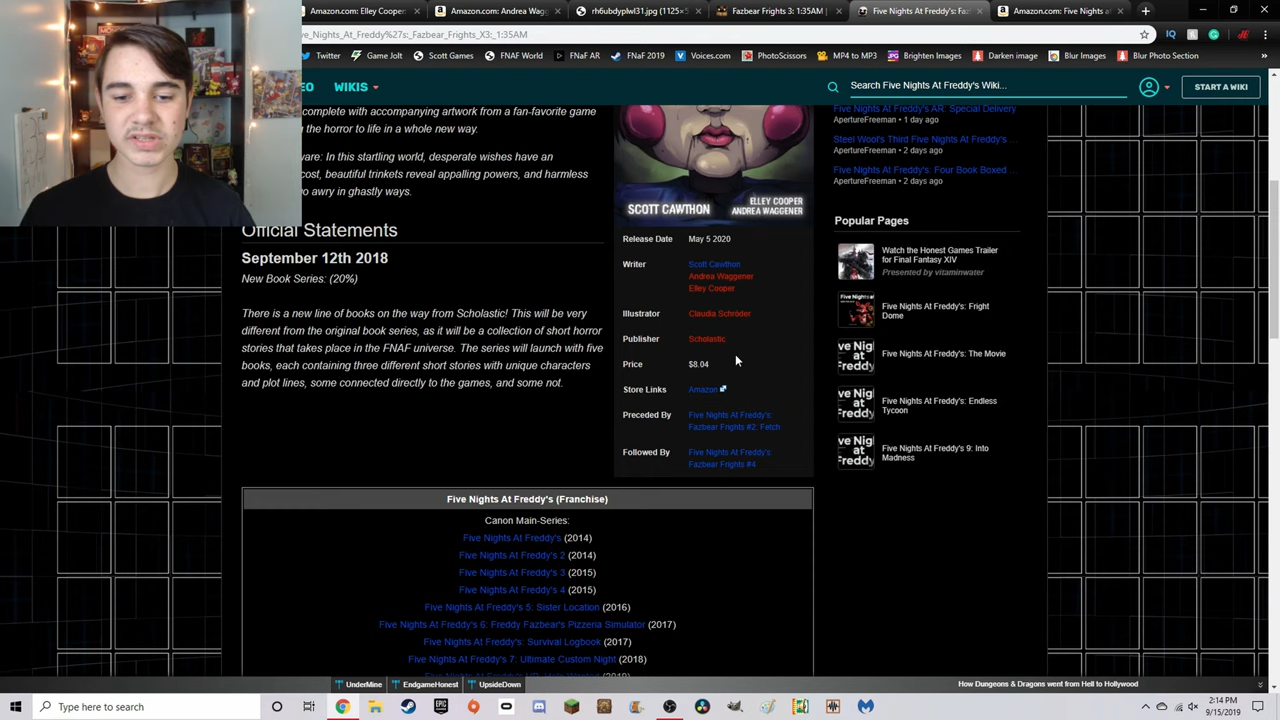 Amazon.com: Elley Cooper
Amazon.com: Andrea Waggener
rh6ubdyplwl31.jpg (1125×
Fazbear Frights 3: 1:35AM
Five Nights At Freddy's: Faz
Amazon.com: Five Nights at
ve_Nights_At_Freddy%27s:_Fazbear_Frights_X3:_1:35AM
Twitter
Game Jolt
Scott Games
FNAF World
FNaF AR
FNAF 2019
Voices.com
PhotoScissors
MP4 to MP3
Brighten Images
Darken image
Blur Images
Blur Photo Section
EO WIKIS
Search Five Nights At Freddy's Wiki...
START A WIKI
complete with accompanying artwork from a fan-favorite game
g the horror to life in a whole new way.
ware: In this startling world, desperate wishes have an
cost, beautiful trinkets reveal appalling powers, and harmless
o awry in ghastly ways.
Official Statements
September 12th 2018
New Book Series: (20%)
There is a new line of books on the way from Scholastic! This will be very
different from the original book series, as it will be a collection of short horror
stories that takes place in the FNAF universe. The series will launch with five
books, each containing three different short stories with unique characters
and plot lines, some connected directly to the games, and some not.
SCOTT CAWTHON
ELLEY COOPER
ANDREA WAGGENER
Release Date May 5 2020
Writer Scott Cawthon
Andrea Waggener
Elley Cooper
Illustrator Claudia Schröder
Publisher Scholastic
Price $8.04
Store Links Amazon
Preceded By Five Nights At Freddy's:
Fazbear Frights #2: Fetch
Followed By Five Nights At Freddy's:
Fazbear Frights #4
Five Nights At Freddy's AR: Special Delivery
ApertureFreeman • 1 day ago
Steel Wool's Third Five Nights At Freddy's ...
ApertureFreeman • 2 days ago
Five Nights At Freddy's: Four Book Boxed ...
ApertureFreeman • 2 days ago
Popular Pages
Watch the Honest Games Trailer
for Final Fantasy XIV
Presented by vitaminwater
Five Nights At Freddy's: Fright
Dome
Five Nights At Freddy's: The Movie
Five Nights At Freddy's: Endless
Tycoon
Five Nights At Freddy's 9: Into
Madness
Five Nights At Freddy's (Franchise)
Canon Main-Series:
Five Nights At Freddy's (2014)
Five Nights At Freddy's 2 (2014)
Five Nights At Freddy's 3 (2015)
Five Nights At Freddy's 4 (2015)
Five Nights At Freddy's 5: Sister Location (2016)
Five Nights At Freddy's 6: Freddy Fazbear's Pizzeria Simulator (2017)
Five Nights At Freddy's: Survival Logbook (2017)
Five Nights At Freddy's 7: Ultimate Custom Night (2018)
UnderMine
EndgameHonest
UpsideDown
How Dungeons & Dragons went from Hell to Hollywood
Type here to search
2:14 PM
9/15/2019